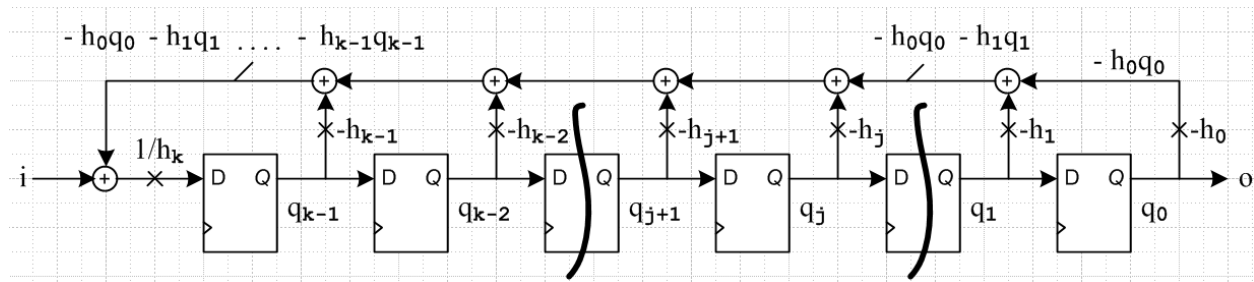 - h₀q₀ - h₁q₁ .... - hₖ₋₁qₖ₋₁
- h₀q₀ - h₁q₁
- h₀q₀
+ + + + +
-hₖ₋₁ -hₖ₋₂ -hⱼ₊₁ -hⱼ -h₁ -h₀
1/hₖ
i + D Q D Q D Q D Q D Q D Q o
qₖ₋₁ qₖ₋₂ qⱼ₊₁ qⱼ q₁ q₀